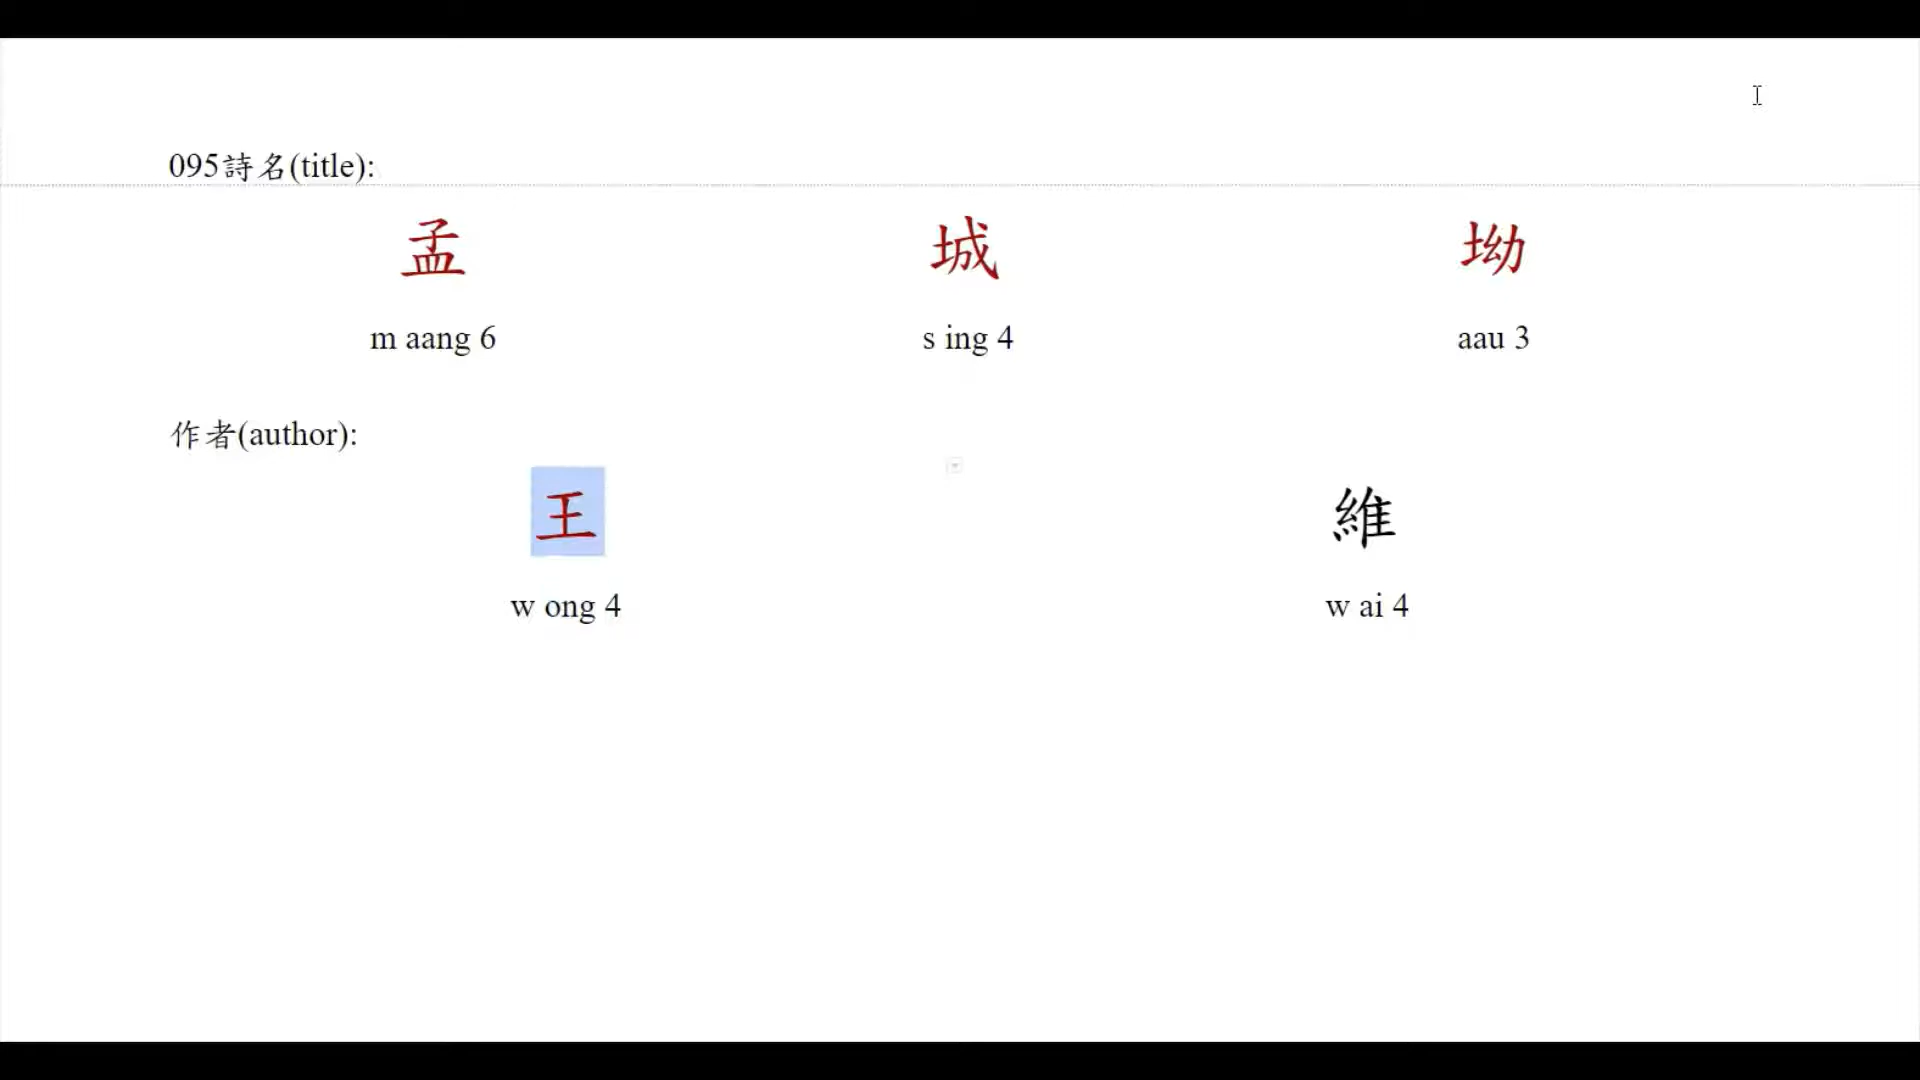 095詩名(title):
孟 城 坳
m aang 6 s ing 4 aau 3
作者(author):
王 維
w ong 4 w ai 4